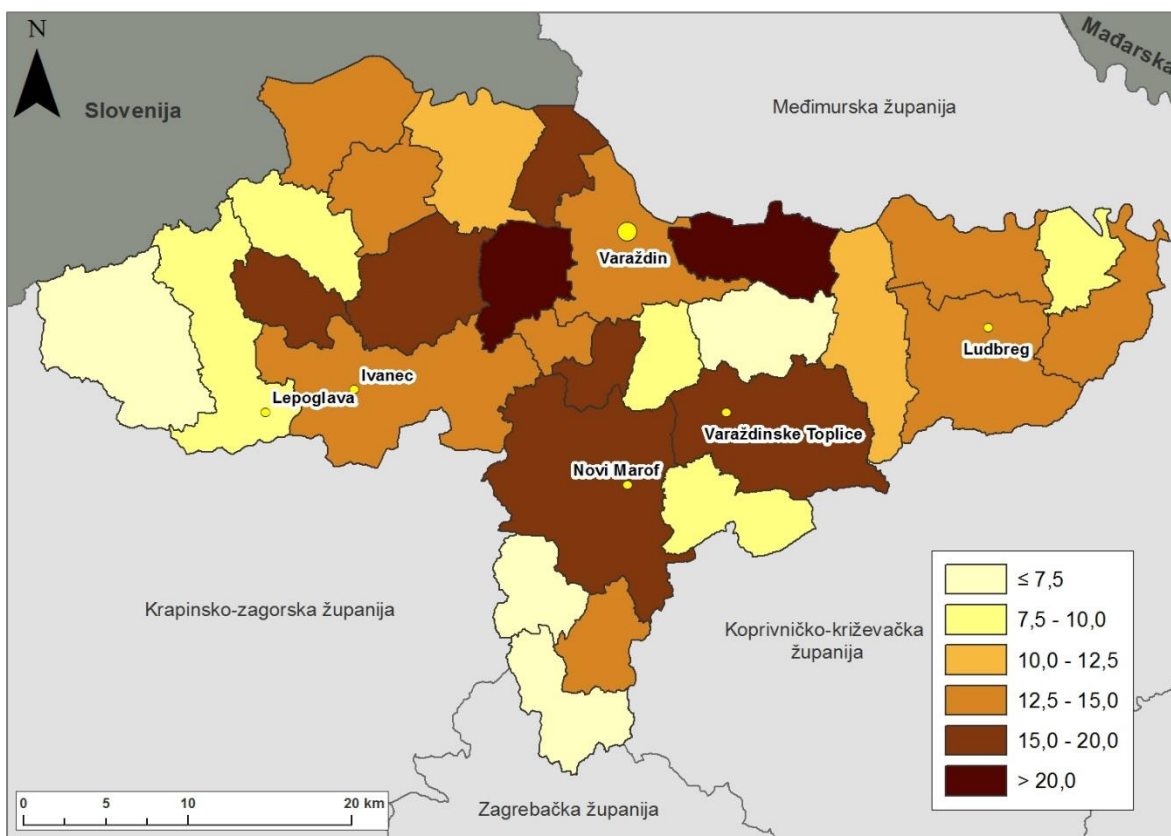 N
Mađarska
Slovenija
Međimurska županija
Varaždin
Ludbreg
Ivanec
Lepoglava
Varaždinske Toplice
Novi Marof
Krapinsko-zagorska županija
Koprivničko-križevačka
županija
Zagrebačka županija
≤ 7,5
7,5 - 10,0
10,0 - 12,5
12,5 - 15,0
15,0 - 20,0
> 20,0
0 5 10 20 km